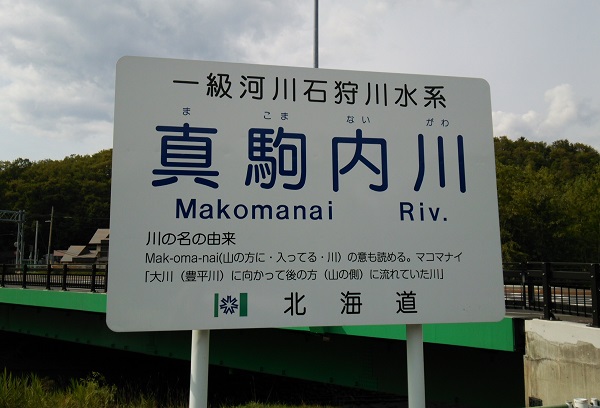 一級河川石狩川水系
ま こま ない がわ
真駒内川
Makomanai Riv.
川の名の由来
Mak-oma-nai(山の方に・入ってる・川) の意も読める。マコマナイ
「大川（豊平川）に向かって後の方（山の側）に流れていた川」
北海道